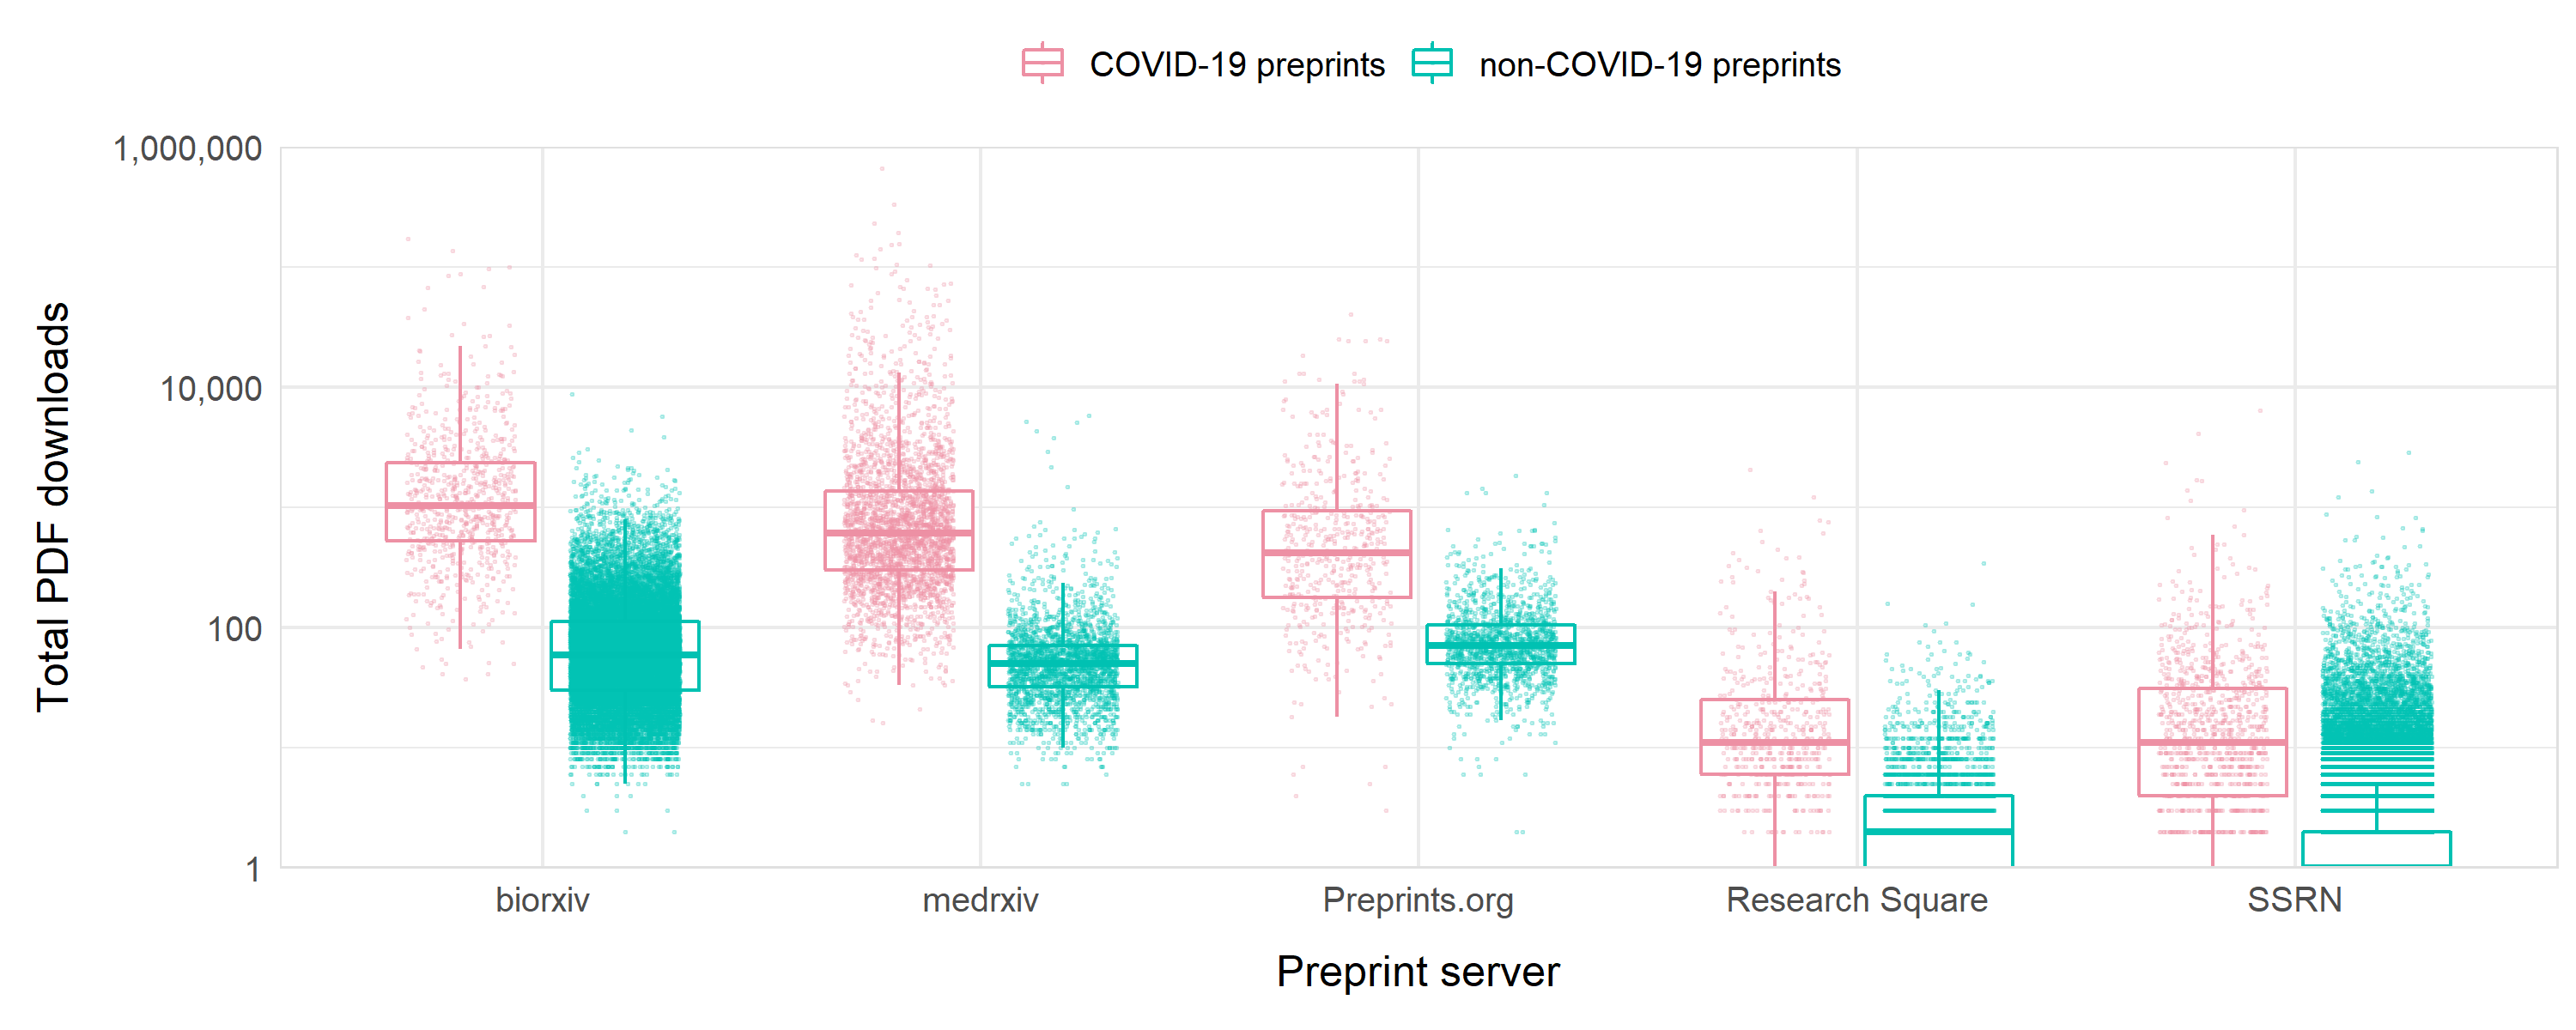 COVID-19 preprints non-COVID-19 preprints
1,000,000
10,000
100
1
Total PDF downloads
biorxiv medrxiv Preprints.org Research Square SSRN
Preprint server